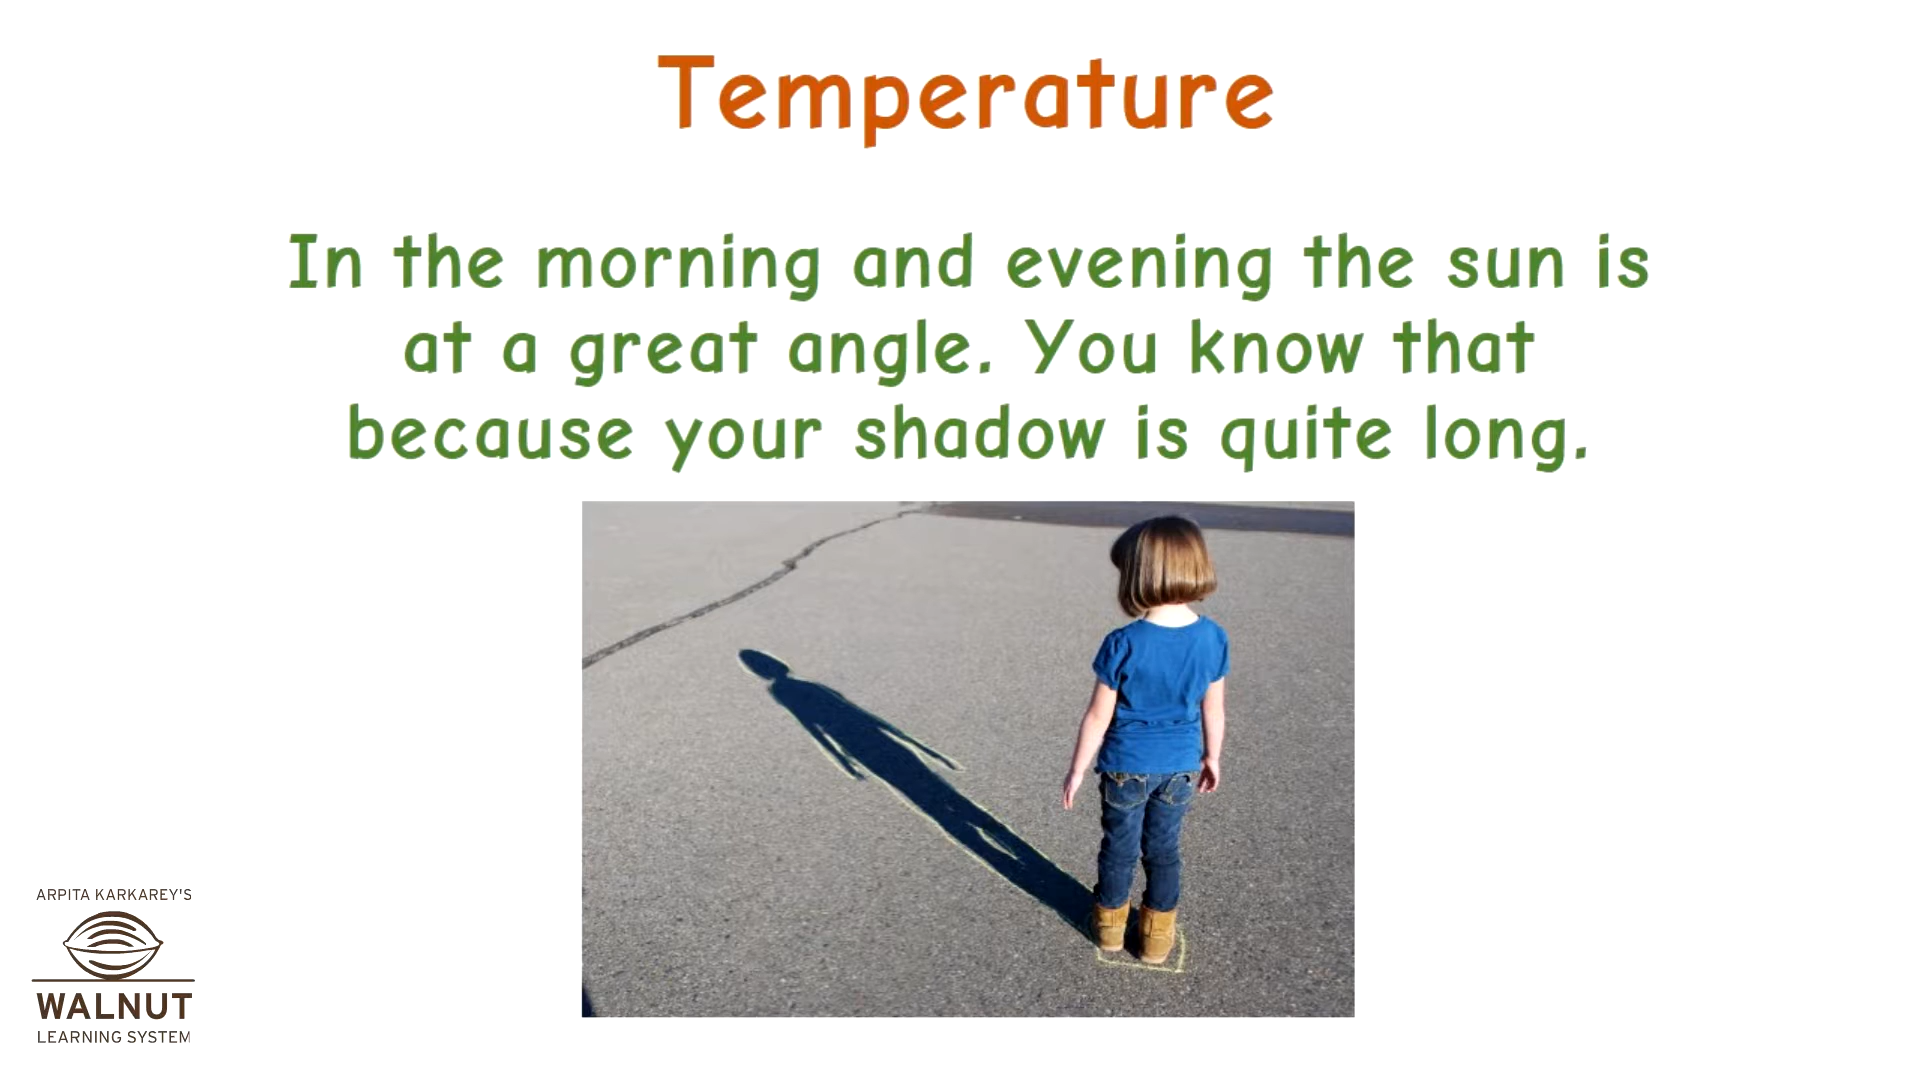 Temperature
In the morning and evening the sun is
at a great angle. You know that
because your shadow is quite long.
ARPITA KARKAREY'S
WALNUT
LEARNING SYSTEM